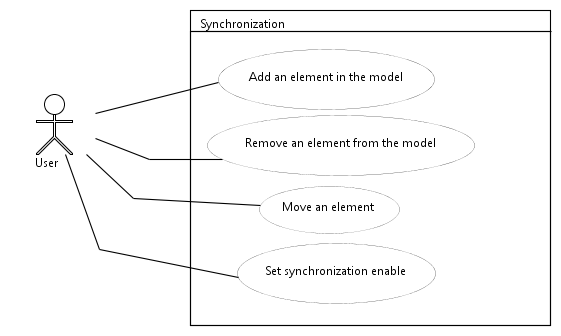 Synchronization
Add an element in the model
Remove an element from the model
User
Move an element
Set synchronization enable